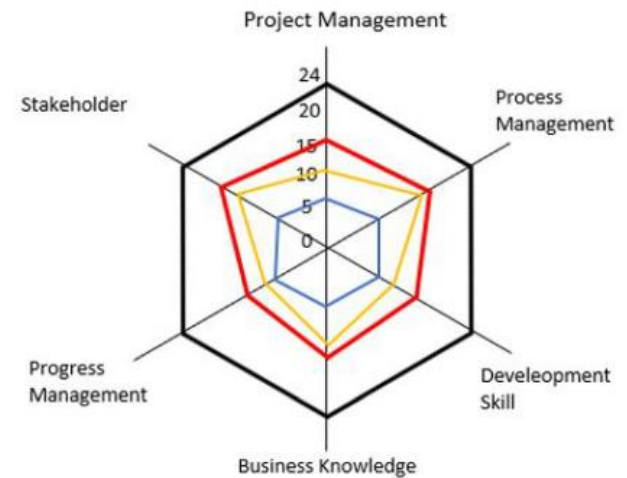 Project Management
24
20
15
10
5
0
Stakeholder
Process
Management
Progress
Management
Develeopment
Skill
Business Knowledge